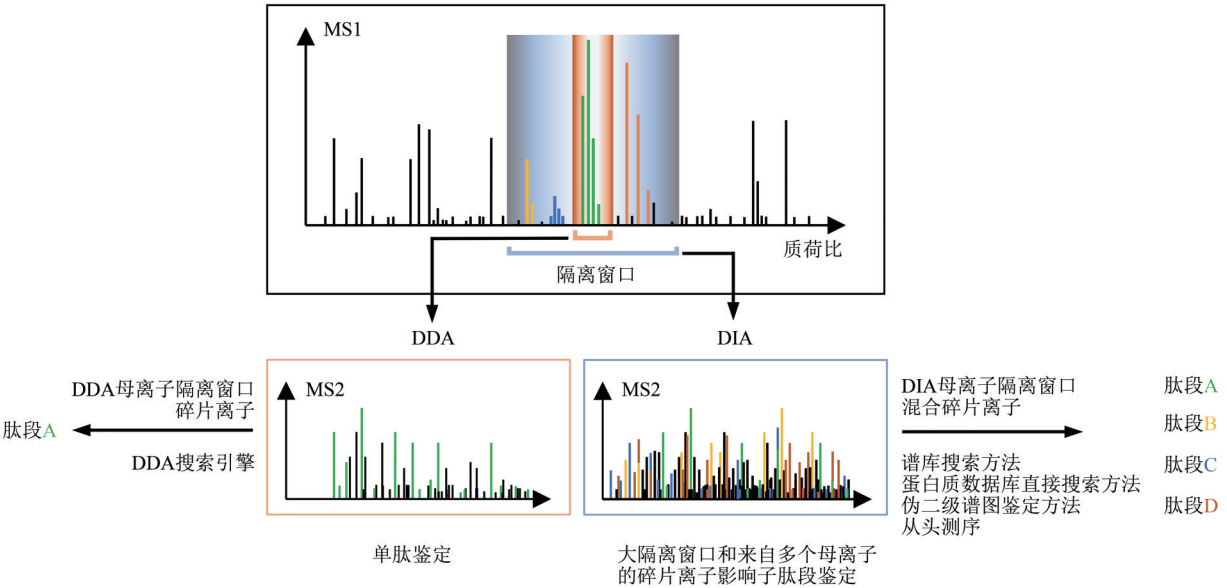 MS1
质荷比
隔离窗口
DDA
DIA
DDA母离子隔离窗口
碎片离子
肽段A
DDA搜索引擎
MS2
单肽鉴定
MS2
大隔离窗口和来自多个母离子
的碎片离子影响子肽段鉴定
DIA母离子隔离窗口
混合碎片离子
谱库搜索方法
蛋白质数据库直接搜索方法
伪二级谱图鉴定方法
从头测序
肽段A
肽段B
肽段C
肽段D